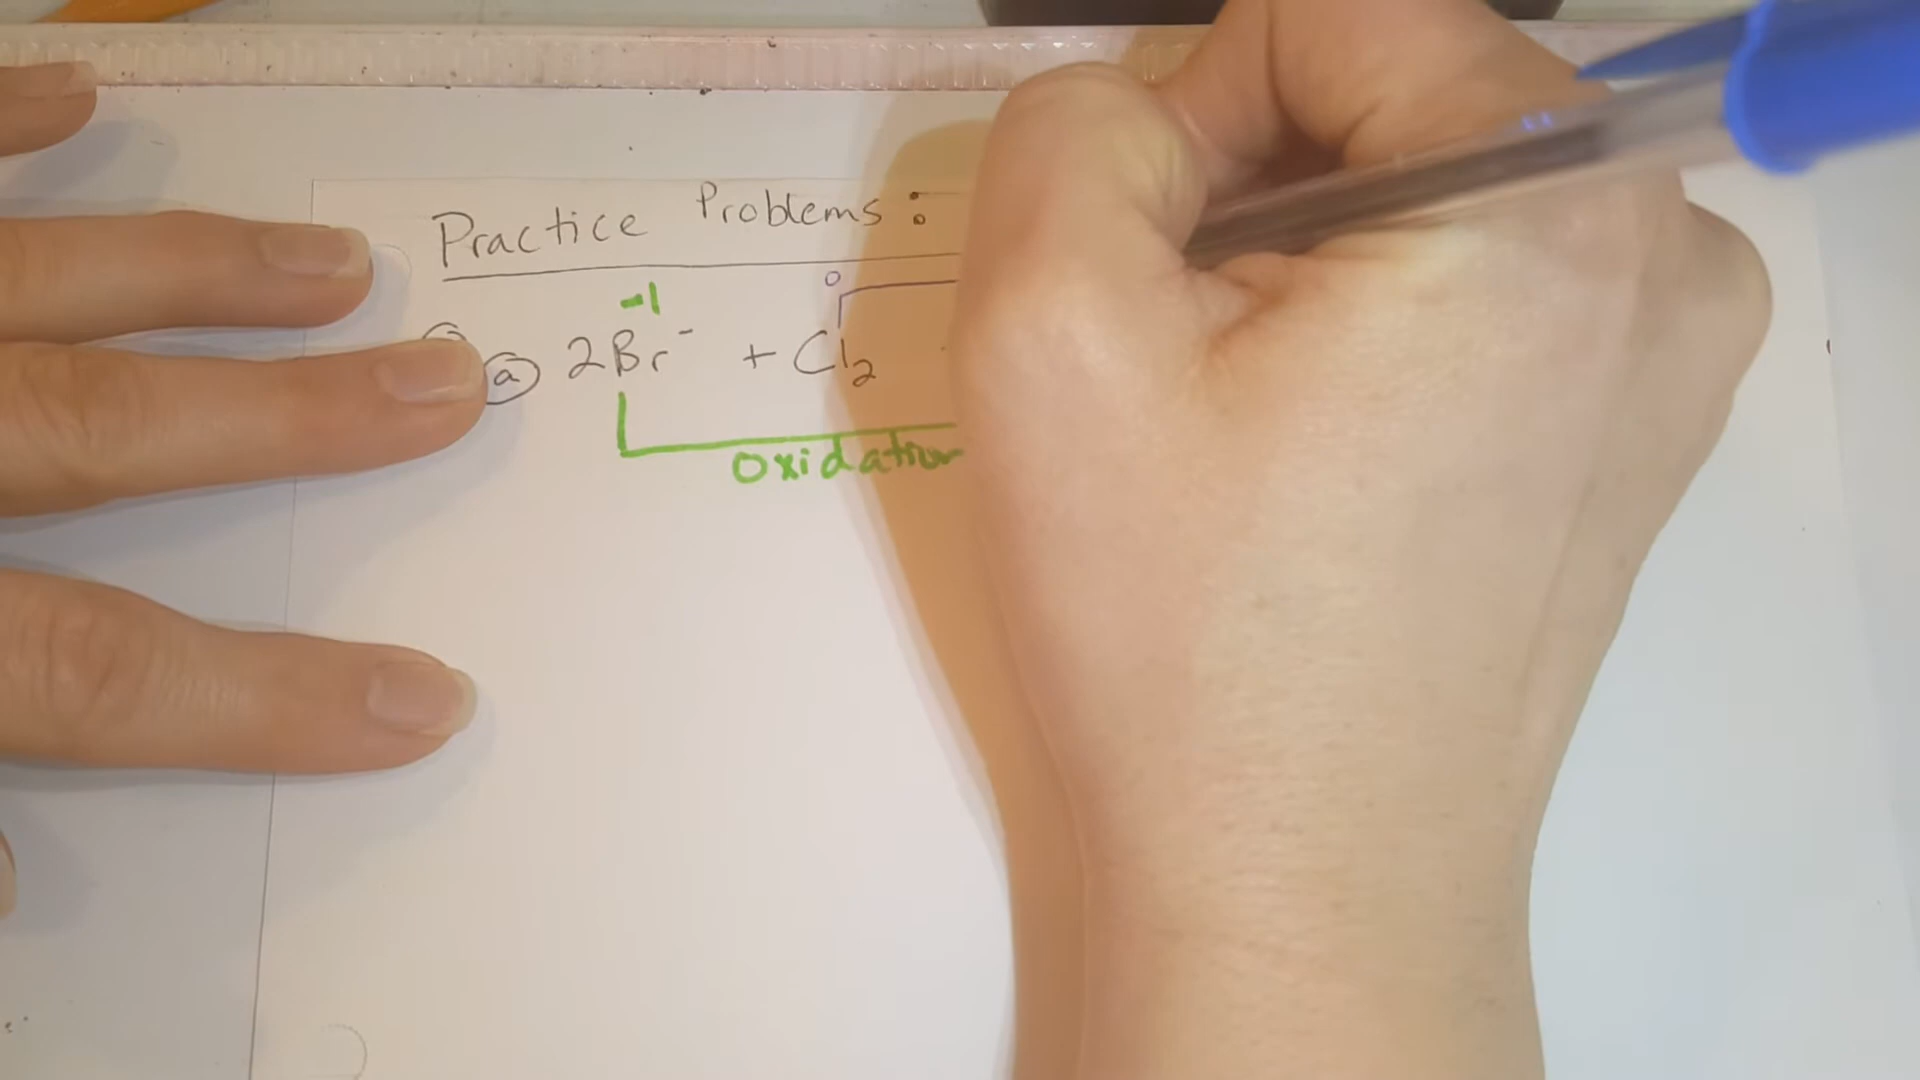 Practice Problems:
-1 0
a 2Br⁻ + Cl₂
oxidation